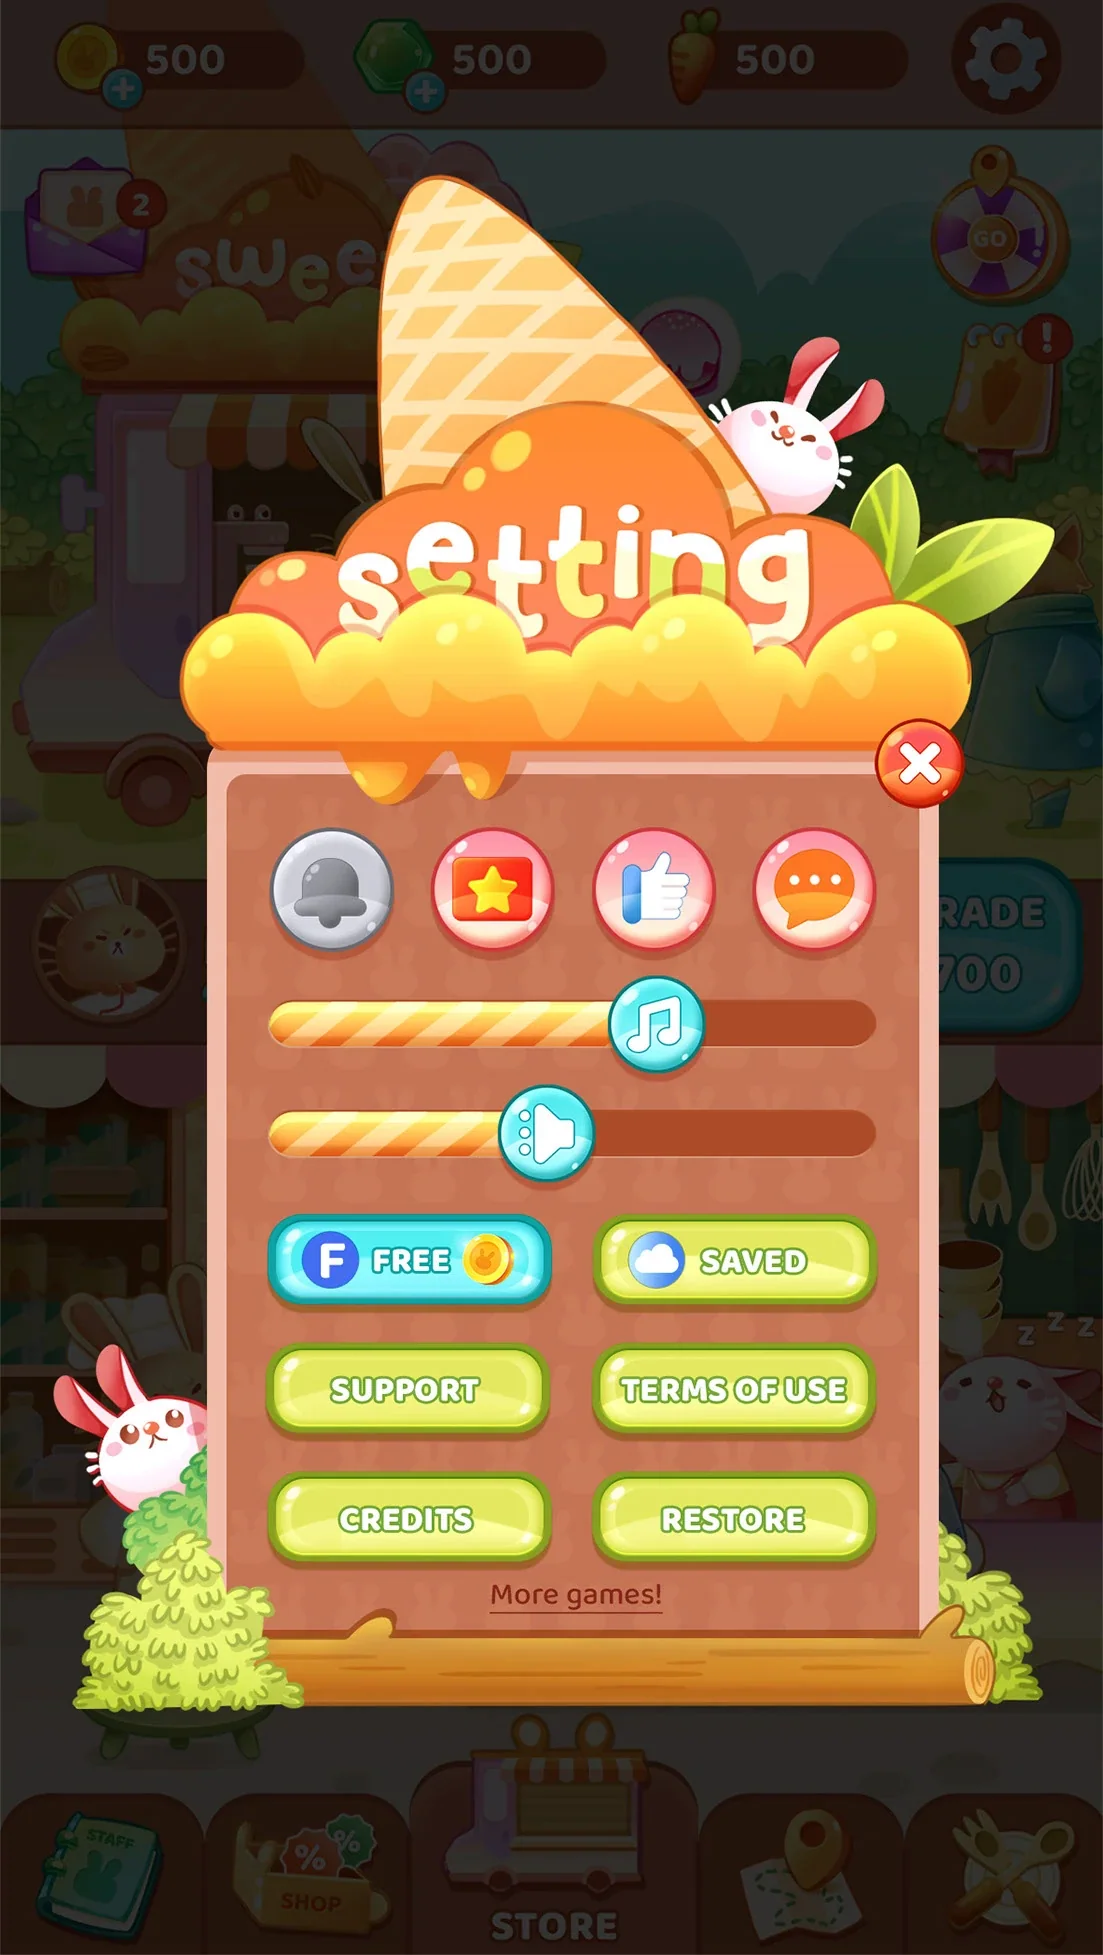 500
500
500
2
swee
GO
!
setting
RADE
700
F FREE
SAVED
SUPPORT
TERMS OF USE
CREDITS
RESTORE
More games!
z z z
STAFF
%
%
SHOP
STORE